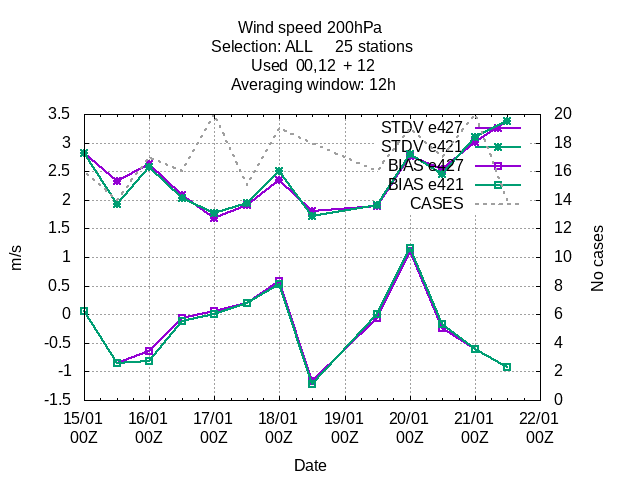 Wind speed 200hPa
Selection: ALL 25 stations
Used 00,12 + 12
Averaging window: 12h
3.5
3
2.5
2
1.5
1
0.5
0
-0.5
-1
-1.5
m/s
20
18
16
14
12
10
8
6
4
2
0
No cases
STDV e427
STDV e421
BIAS e427
BIAS e421
CASES
15/01 16/01 17/01 18/01 19/01 20/01 21/01 22/01
00Z 00Z 00Z 00Z 00Z 00Z 00Z 00Z
Date